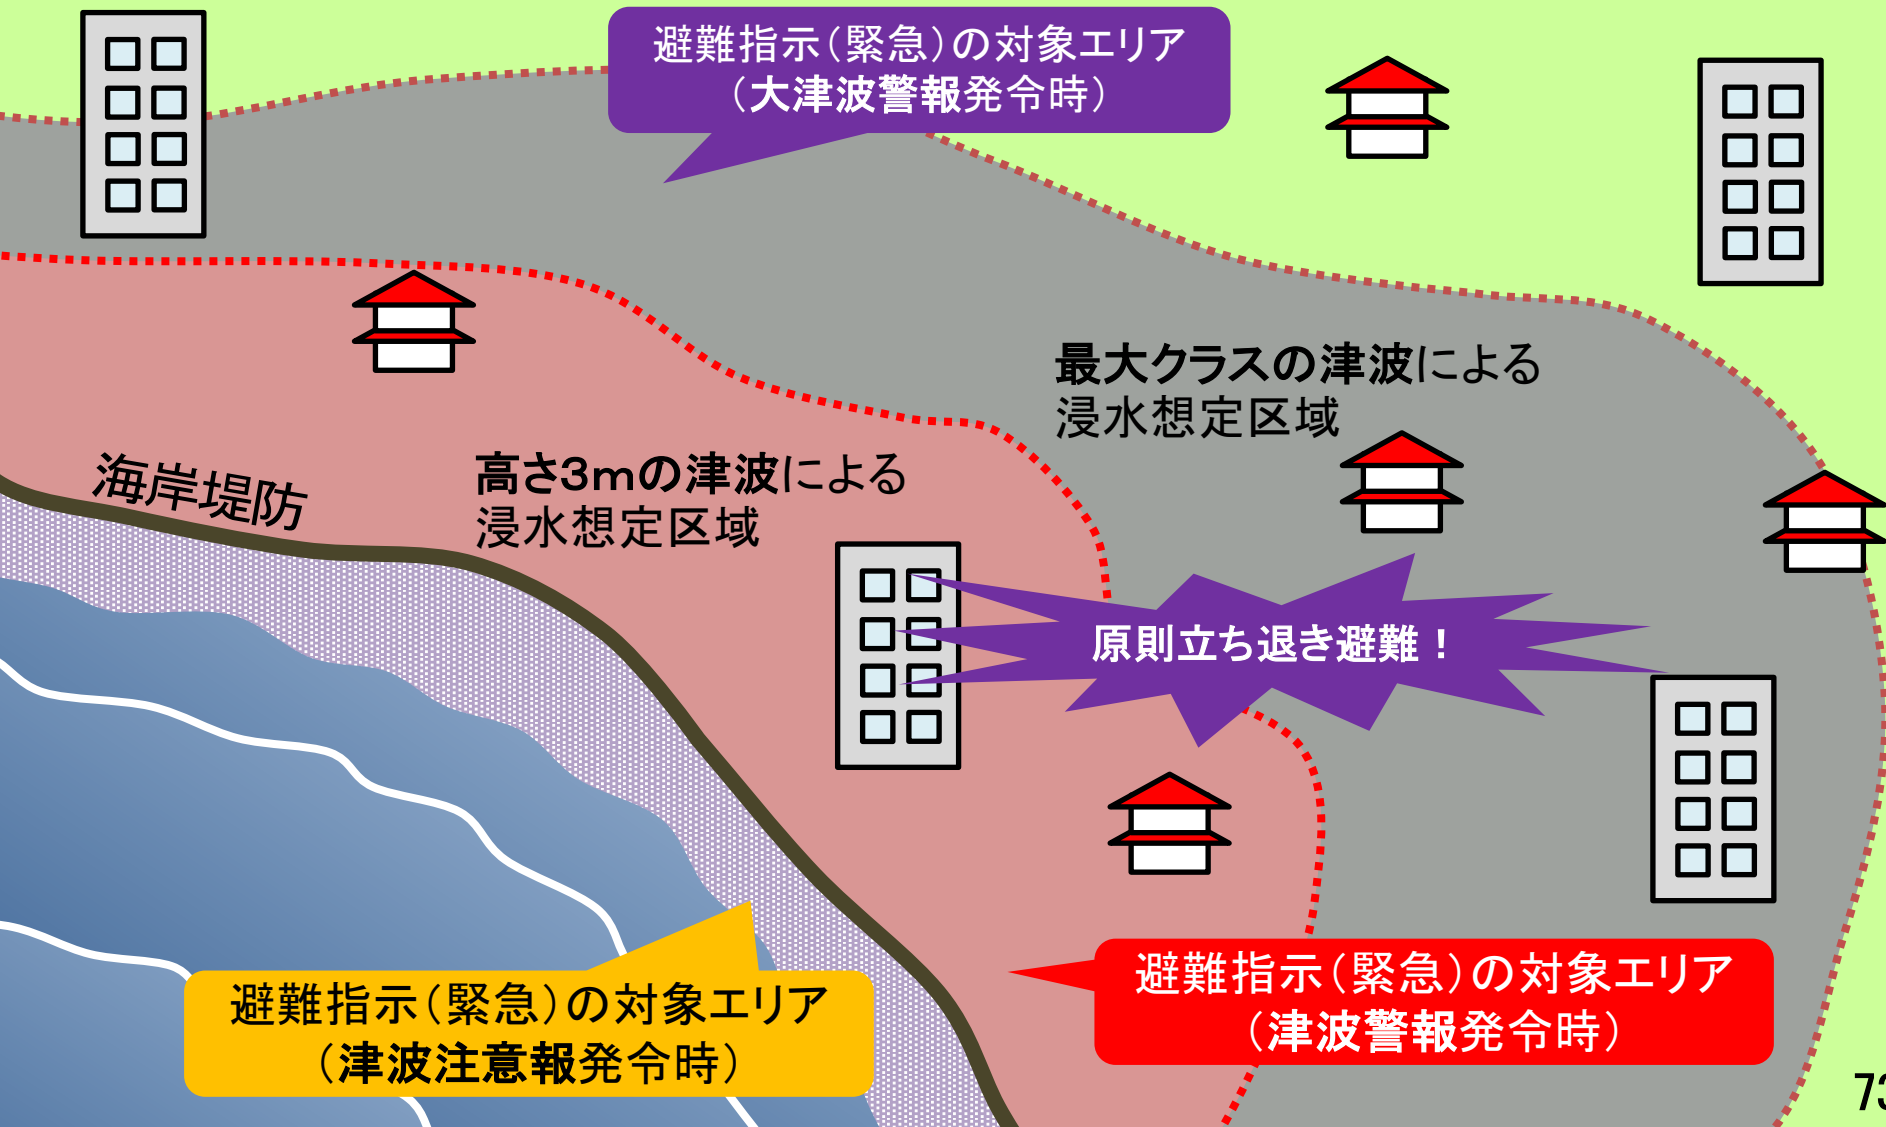 避難指示（緊急）の対象エリア
（大津波警報発令時）
最大クラスの津波による
浸水想定区域
海岸堤防
高さ3ｍの津波による
浸水想定区域
原則立ち退き避難！
避難指示（緊急）の対象エリア
（津波注意報発令時）
避難指示（緊急）の対象エリア
（津波警報発令時）
73